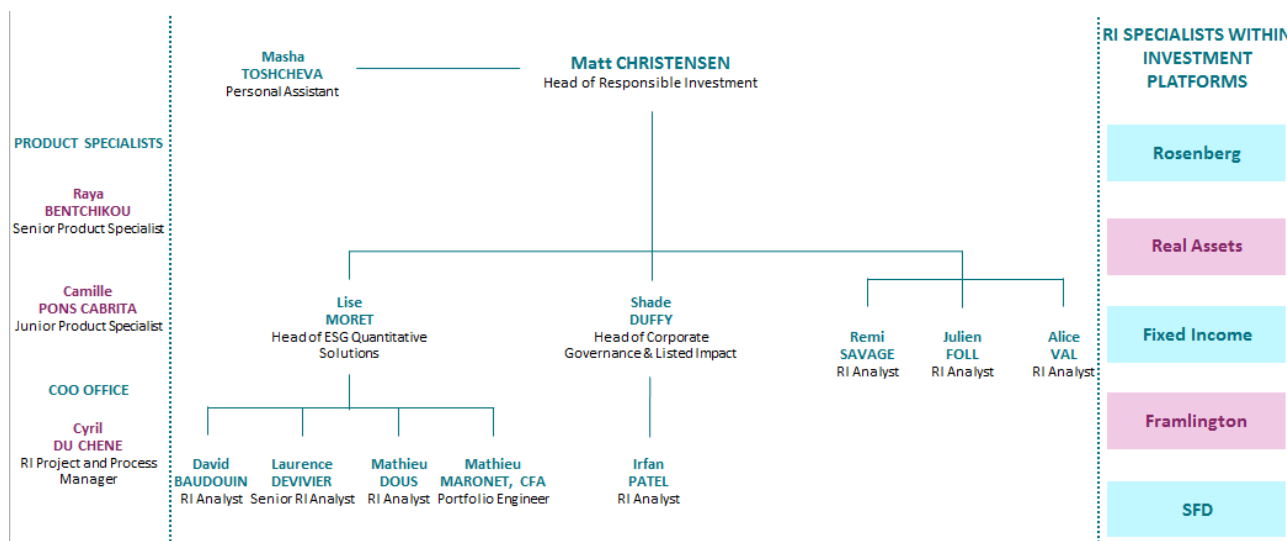 Masha
TOSHCHEVA
Personal Assistant
Matt CHRISTENSEN
Head of Responsible Investment
RI SPECIALISTS WITHIN
INVESTMENT
PLATFORMS
PRODUCT SPECIALISTS
Raya
BENTCHIKOU
Senior Product Specialist
Camille
PONS CABRITA
Junior Product Specialist
COO OFFICE
Cyril
DU CHENE
RI Project and Process
Manager
Lise
MORET
Head of ESG Quantitative
Solutions
Shade
DUFFY
Head of Corporate
Governance & Listed Impact
Remi
SAVAGE
RI Analyst
Julien
FOLL
RI Analyst
Alice
VAL
RI Analyst
David
BAUDOUIN
RI Analyst
Laurence
DEVIVIER
Senior RI Analyst
Mathieu
DOUS
RI Analyst
Mathieu
MARONET, CFA
Portfolio Engineer
Irfan
PATEL
RI Analyst
Rosenberg
Real Assets
Fixed Income
Framlington
SFD